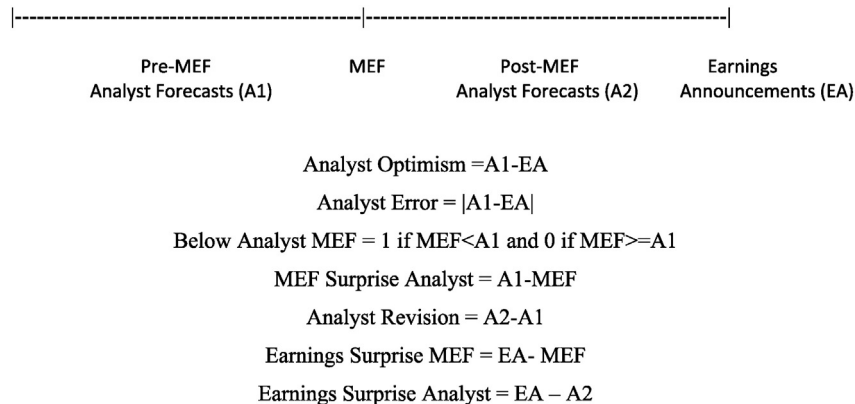 |-----------------------------------------------|-------------------------------------------------|
Pre-MEF MEF Post-MEF Earnings
Analyst Forecasts (A1) Analyst Forecasts (A2) Announcements (EA)
Analyst Optimism =A1-EA
Analyst Error = |A1-EA|
Below Analyst MEF = 1 if MEF<A1 and 0 if MEF>=A1
MEF Surprise Analyst = A1-MEF
Analyst Revision = A2-A1
Earnings Surprise MEF = EA- MEF
Earnings Surprise Analyst = EA – A2